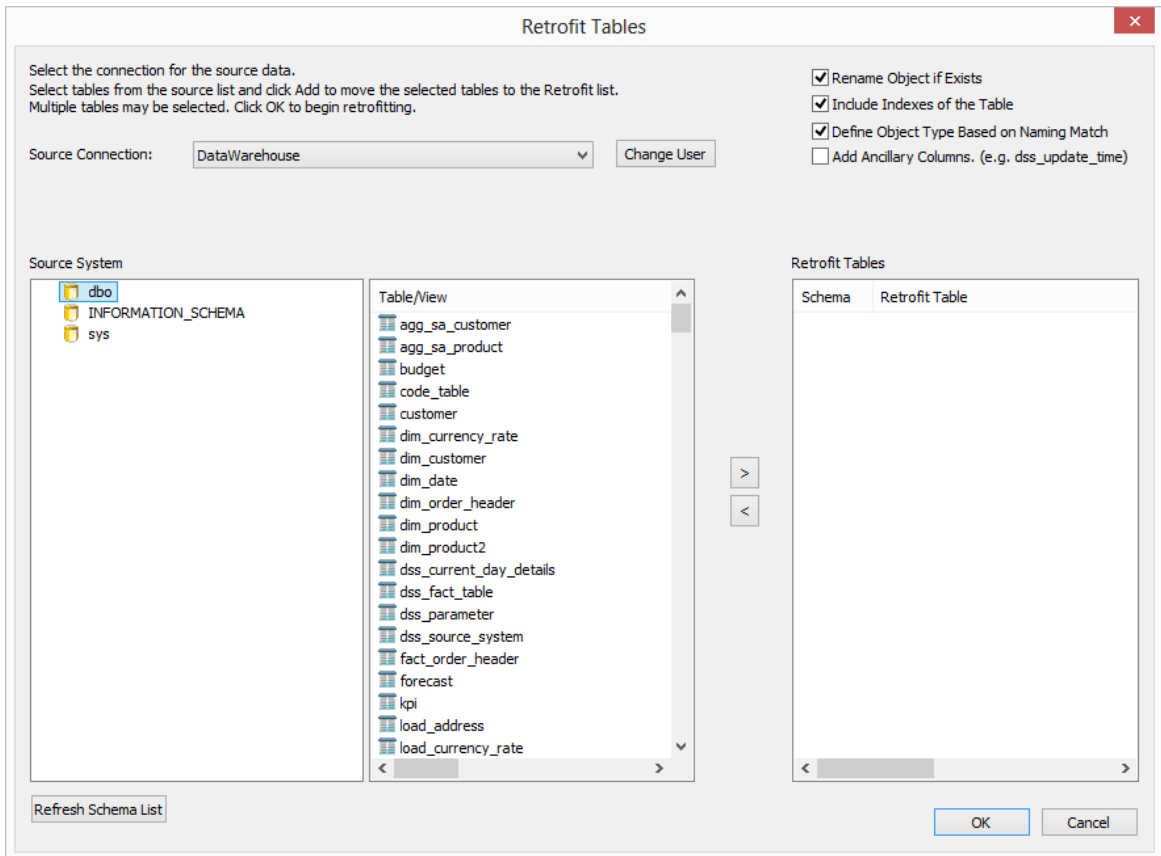 Retrofit Tables
Select the connection for the source data.
Select tables from the source list and click Add to move the selected tables to the Retrofit list.
Multiple tables may be selected. Click OK to begin retrofitting.
Rename Object if Exists
Include Indexes of the Table
Define Object Type Based on Naming Match
Add Ancillary Columns. (e.g. dss_update_time)
Source Connection:
DataWarehouse
Change User
Source System
dbo
INFORMATION_SCHEMA
sys
Table/View
agg_sa_customer
agg_sa_product
budget
code_table
customer
dim_currency_rate
dim_customer
dim_date
dim_order_header
dim_product
dim_product2
dss_current_day_details
dss_fact_table
dss_parameter
dss_source_system
fact_order_header
forecast
kpi
load_address
load_currency_rate
>
<
Retrofit Tables
Schema Retrofit Table
Refresh Schema List
OK
Cancel